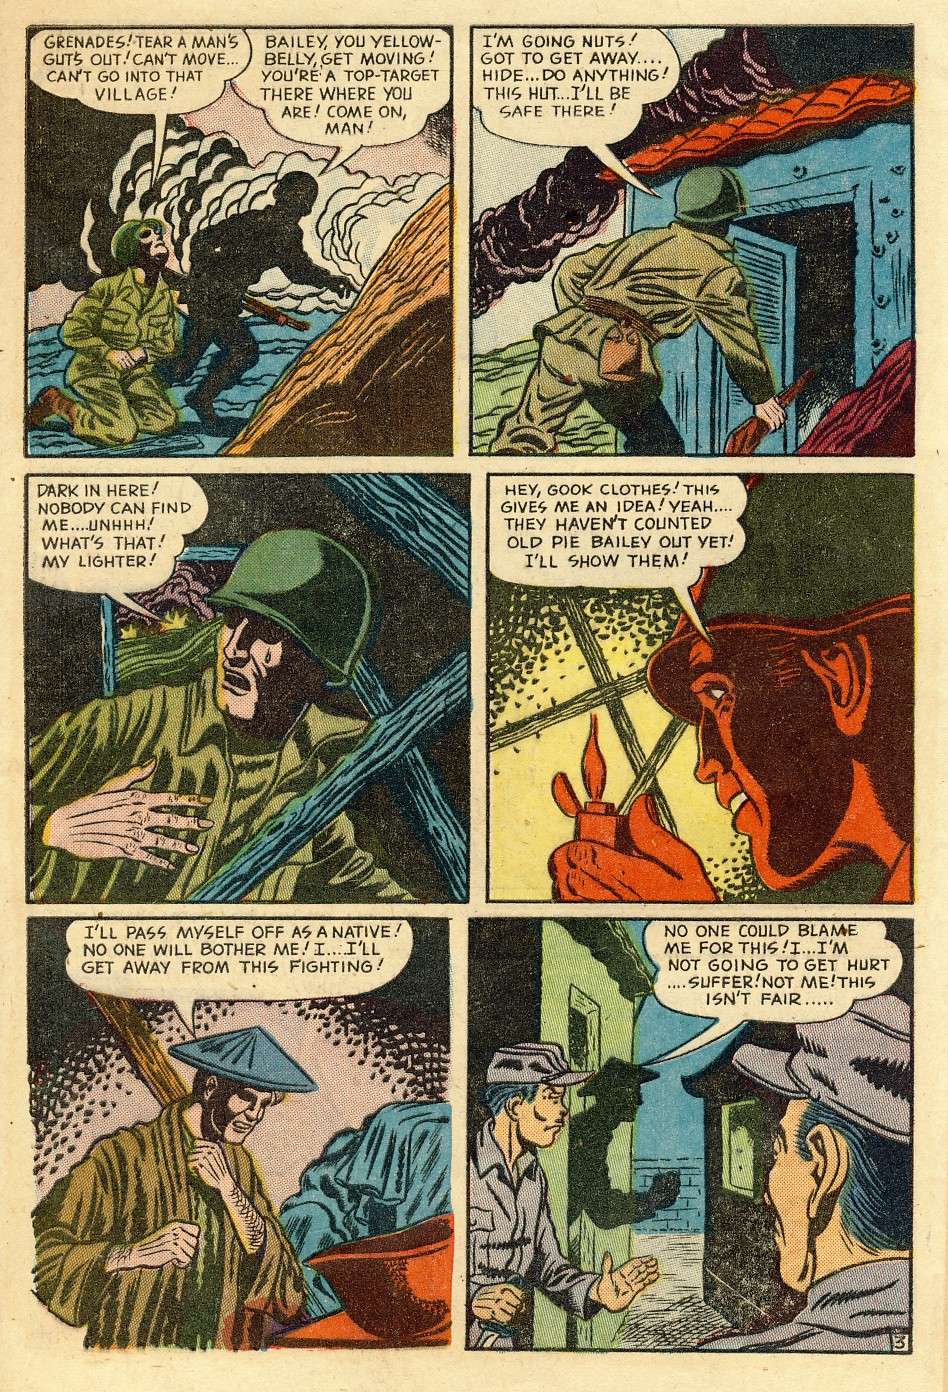 GRENADES! TEAR A MAN'S
GUTS OUT! CAN'T MOVE...
CAN'T GO INTO THAT
VILLAGE!
BAILEY, YOU YELLOW-
BELLY, GET MOVING!
YOU'RE A TOP-TARGET
THERE WHERE YOU
ARE! COME ON,
MAN!
I'M GOING NUTS!
GOT TO GET AWAY....
HIDE...DO ANYTHING!
THIS HUT...I'LL BE
SAFE THERE!
DARK IN HERE!
NOBODY CAN FIND
ME....UNHHH!
WHAT'S THAT!
MY LIGHTER!
HEY, GOOK CLOTHES! THIS
GIVES ME AN IDEA! YEAH....
THEY HAVEN'T COUNTED
OLD PIE BAILEY OUT YET!
I'LL SHOW THEM!
I'LL PASS MYSELF OFF AS A NATIVE!
NO ONE WILL BOTHER ME! I....I'LL
GET AWAY FROM THIS FIGHTING!
NO ONE COULD BLAME
ME FOR THIS! I...I'M
NOT GOING TO GET HURT
....SUFFER! NOT ME! THIS
ISN'T FAIR.....
3